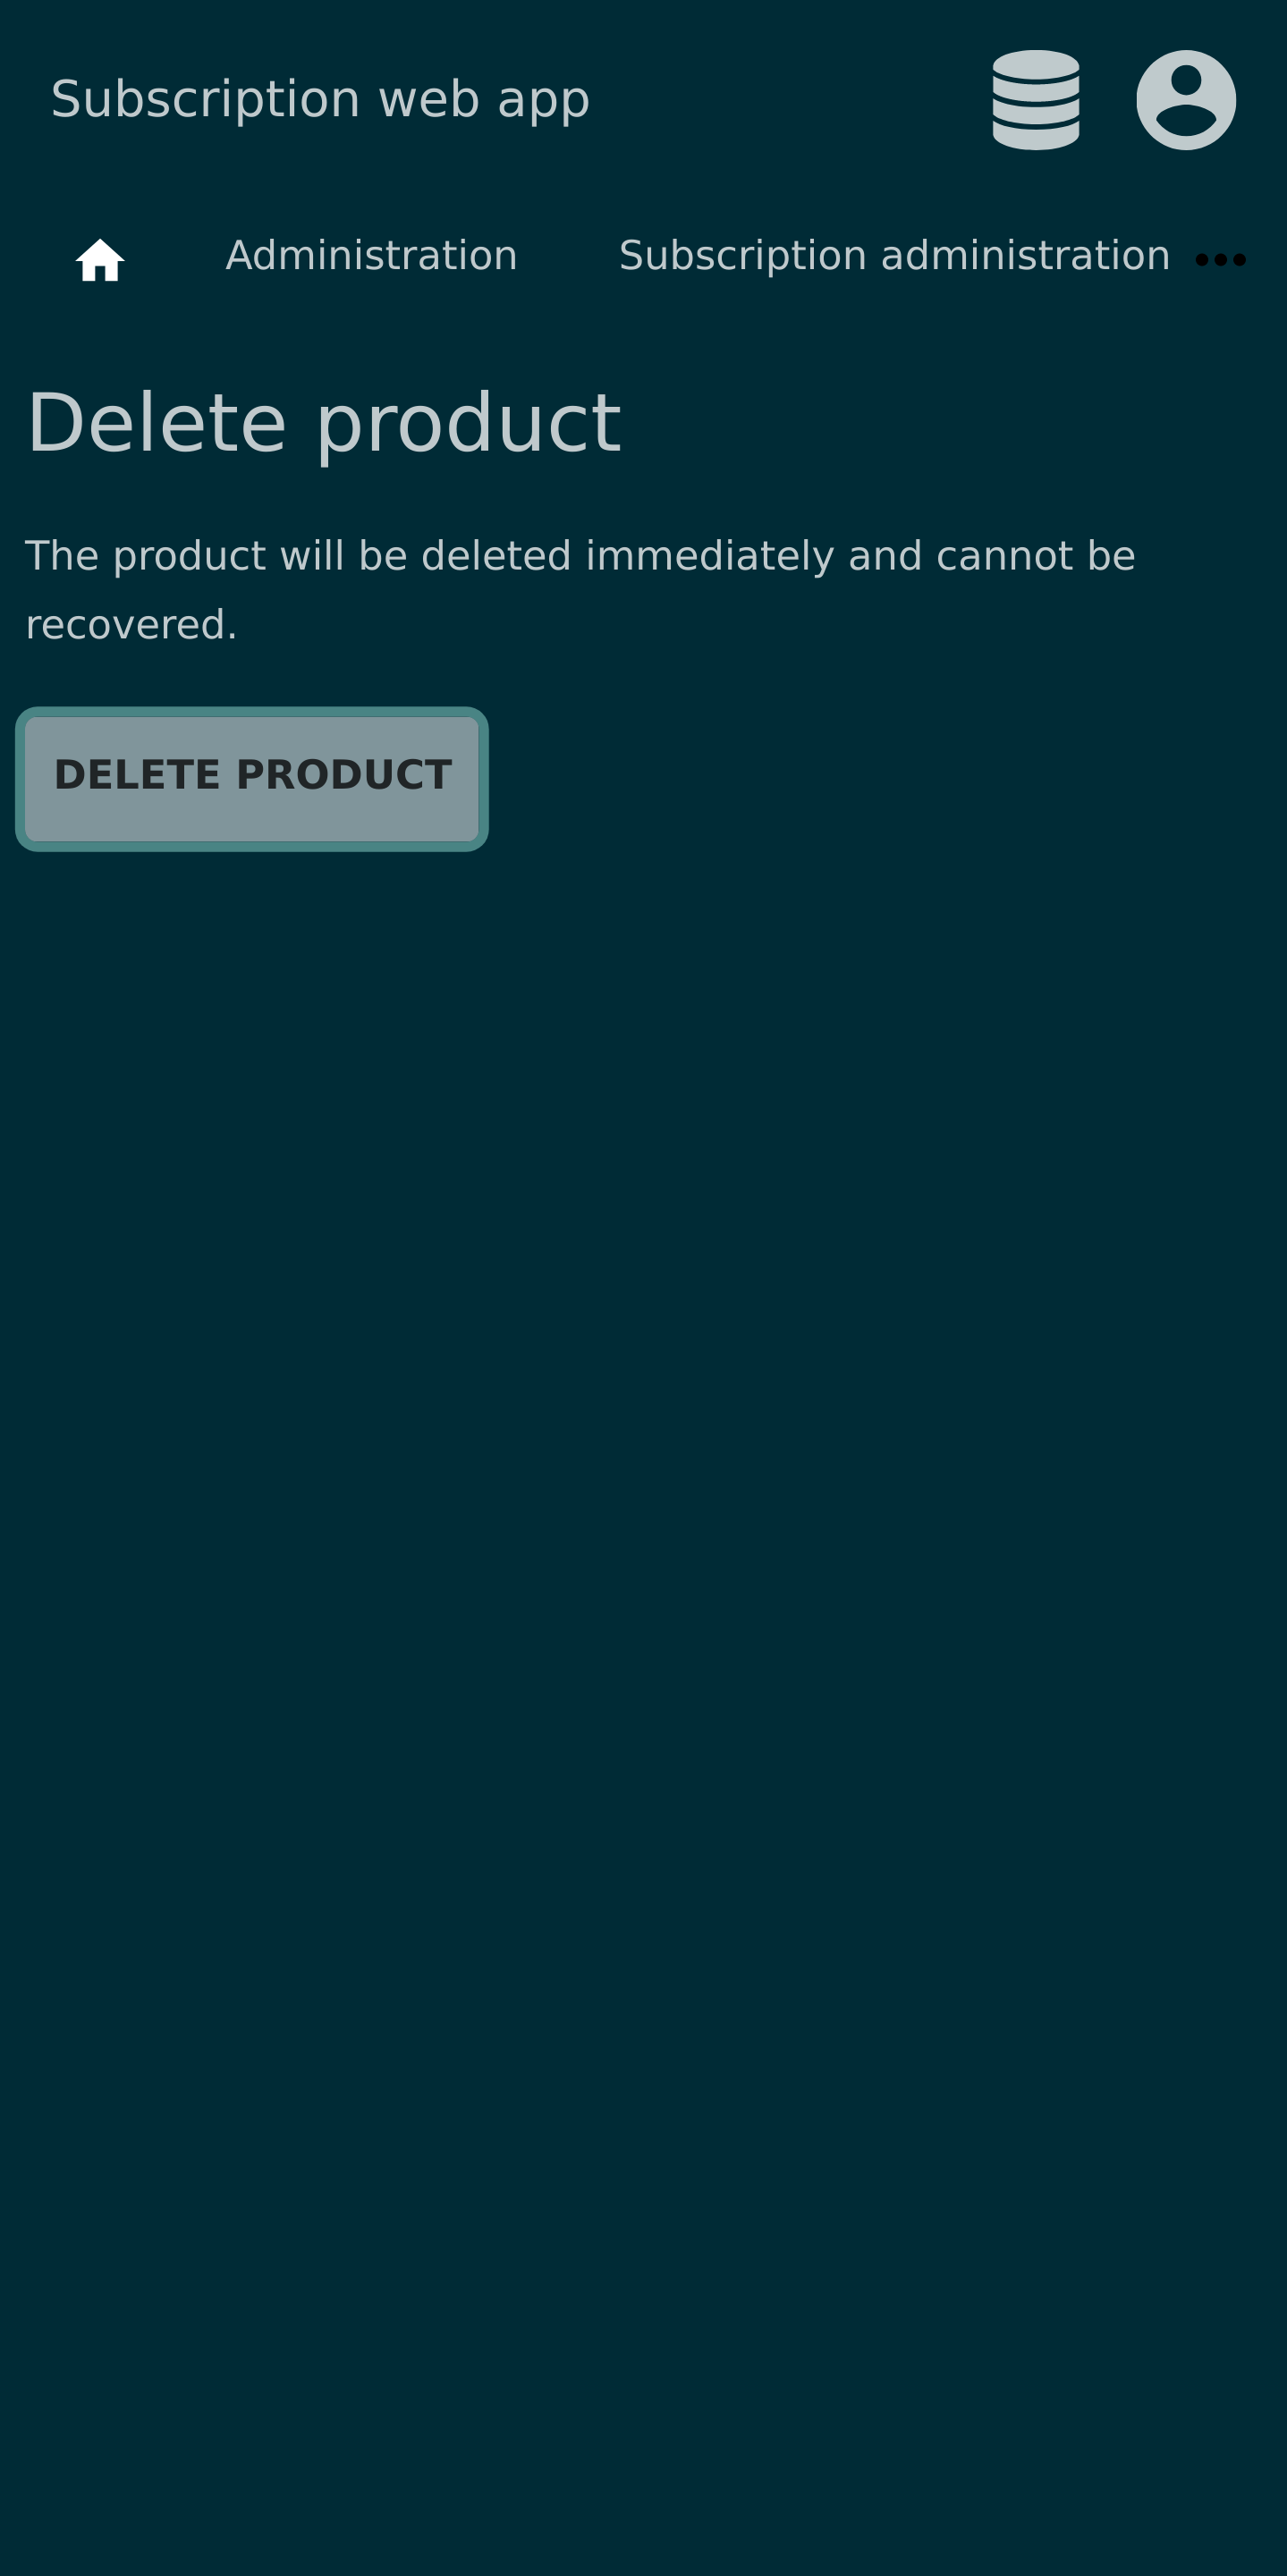 Subscription web app
Administration Subscription administration
Delete product
The product will be deleted immediately and cannot be
recovered.
DELETE PRODUCT